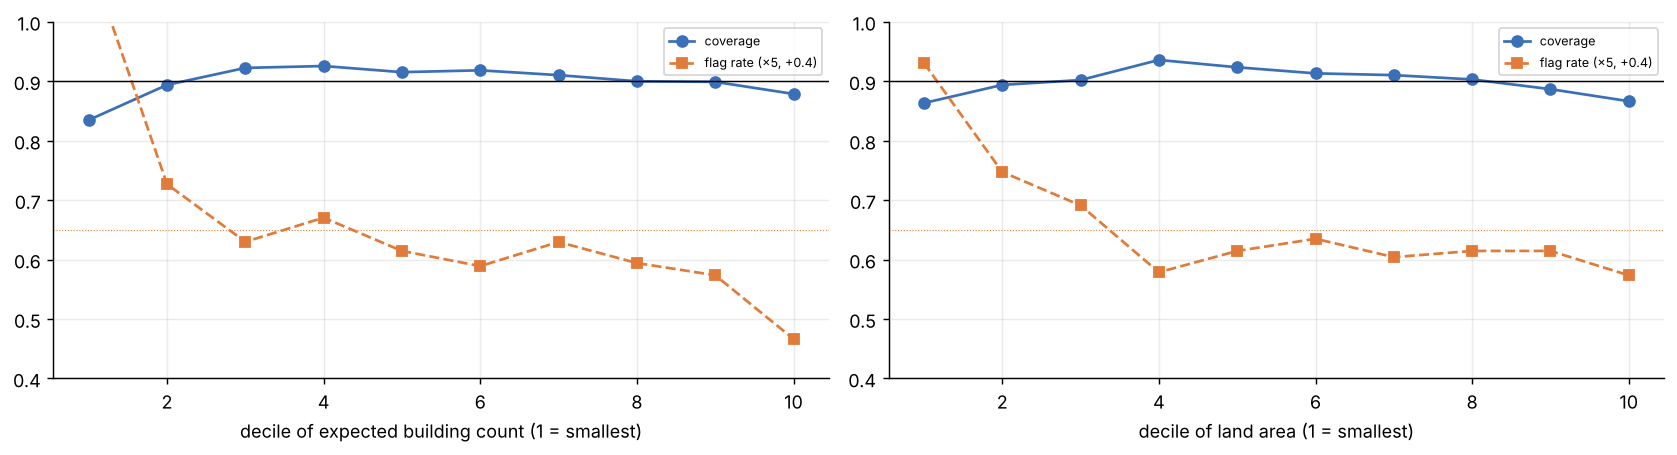 1.0
0.9
0.8
0.7
0.6
0.5
0.4
coverage
flag rate (×5, +0.4)
2 4 6 8 10
decile of expected building count (1 = smallest)
1.0
0.9
0.8
0.7
0.6
0.5
0.4
coverage
flag rate (×5, +0.4)
2 4 6 8 10
decile of land area (1 = smallest)